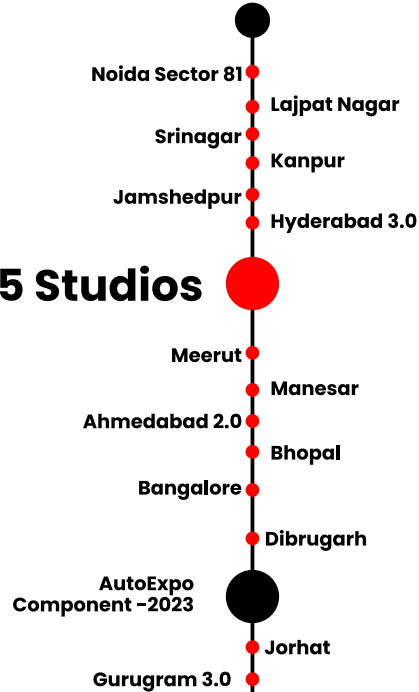 Noida Sector 81
Lajpat Nagar
Srinagar
Kanpur
Jamshedpur
Hyderabad 3.0
5 Studios
Meerut
Manesar
Ahmedabad 2.0
Bhopal
Bangalore
Dibrugarh
AutoExpo
Component -2023
Jorhat
Gurugram 3.0